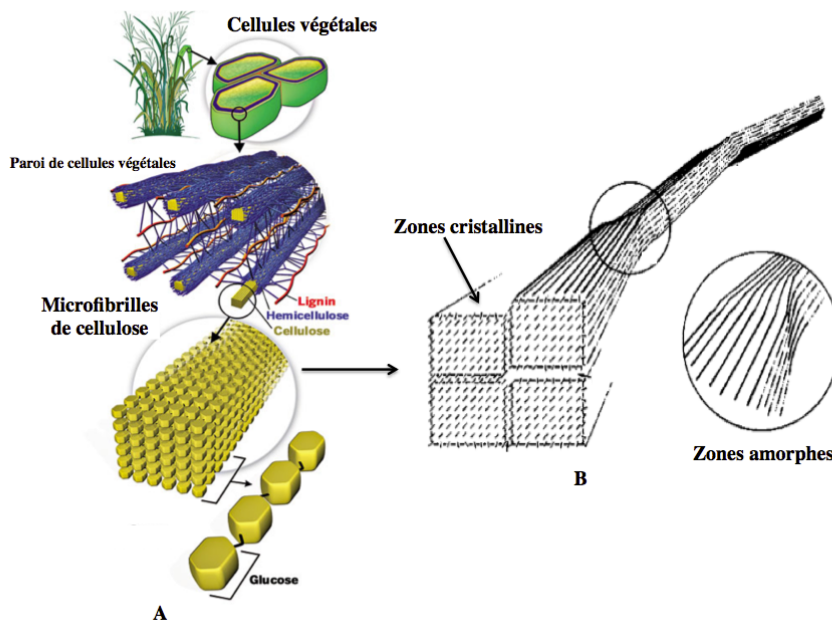 Cellules végétales
Paroi de cellules végétales
Lignin
Hemicellulose
Cellulose
Microfibrilles
de cellulose
Glucose
A
Zones cristallines
Zones amorphes
B